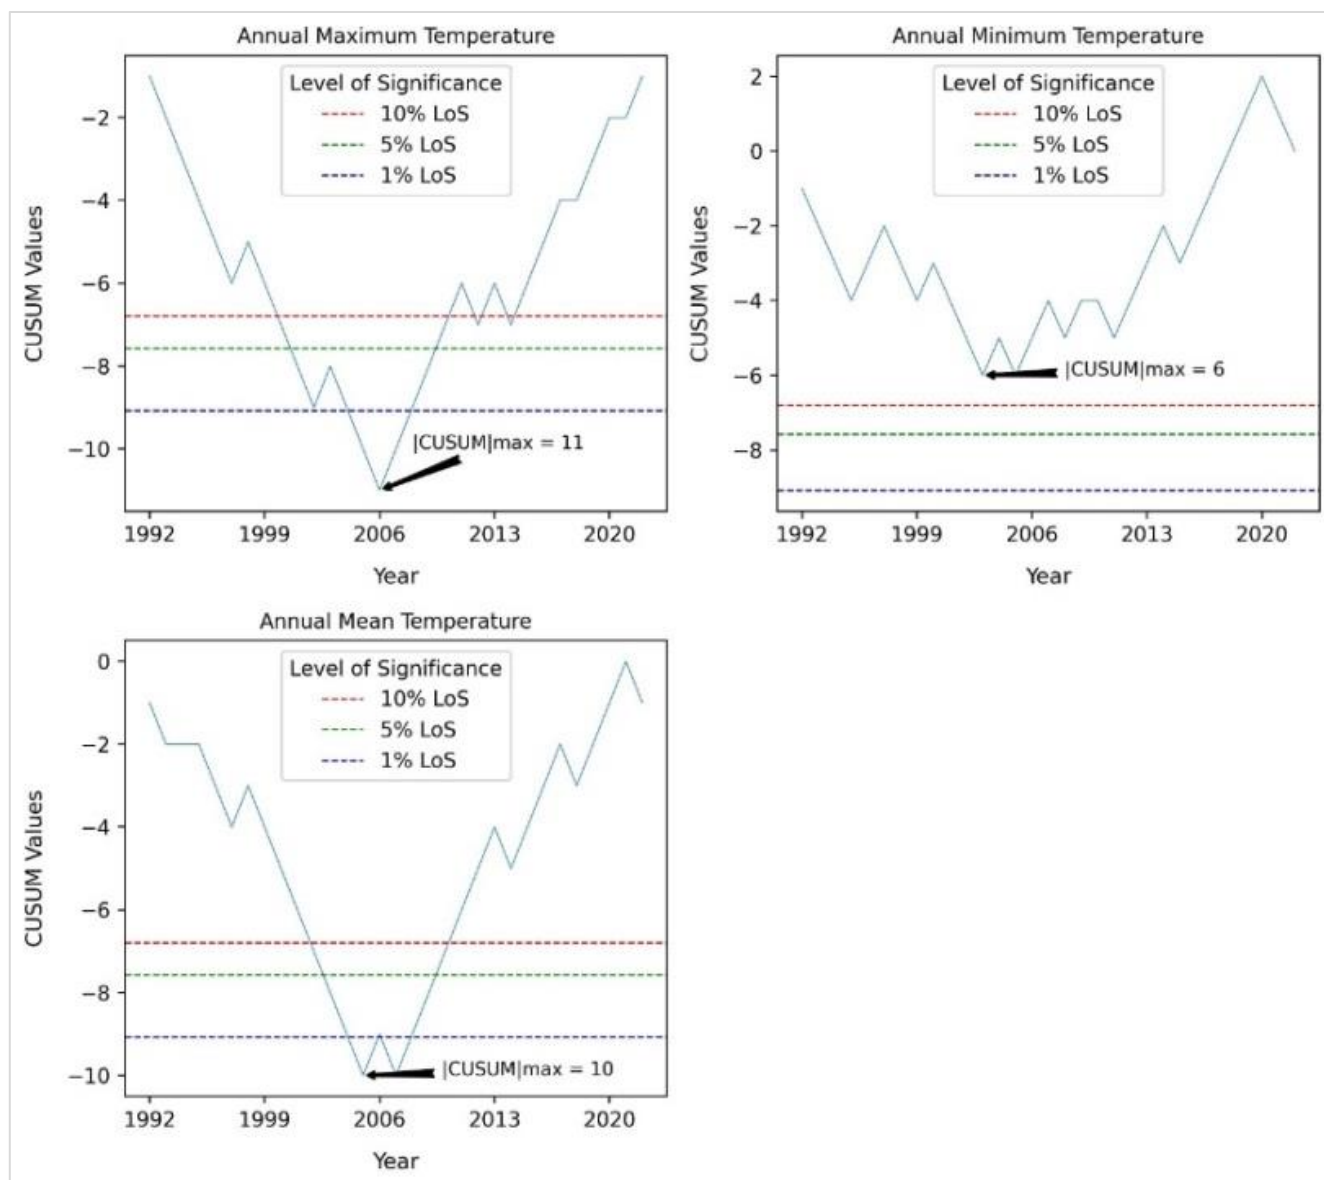 Annual Maximum Temperature
Level of Significance
10% LoS
5% LoS
1% LoS
−2
−4
−6
−8
−10
CUSUM Values
|CUSUM|max = 11
1992 1999 2006 2013 2020
Year
Annual Minimum Temperature
Level of Significance
10% LoS
5% LoS
1% LoS
2
0
−2
−4
−6
−8
CUSUM Values
|CUSUM|max = 6
1992 1999 2006 2013 2020
Year
Annual Mean Temperature
Level of Significance
10% LoS
5% LoS
1% LoS
0
−2
−4
−6
−8
−10
CUSUM Values
|CUSUM|max = 10
1992 1999 2006 2013 2020
Year